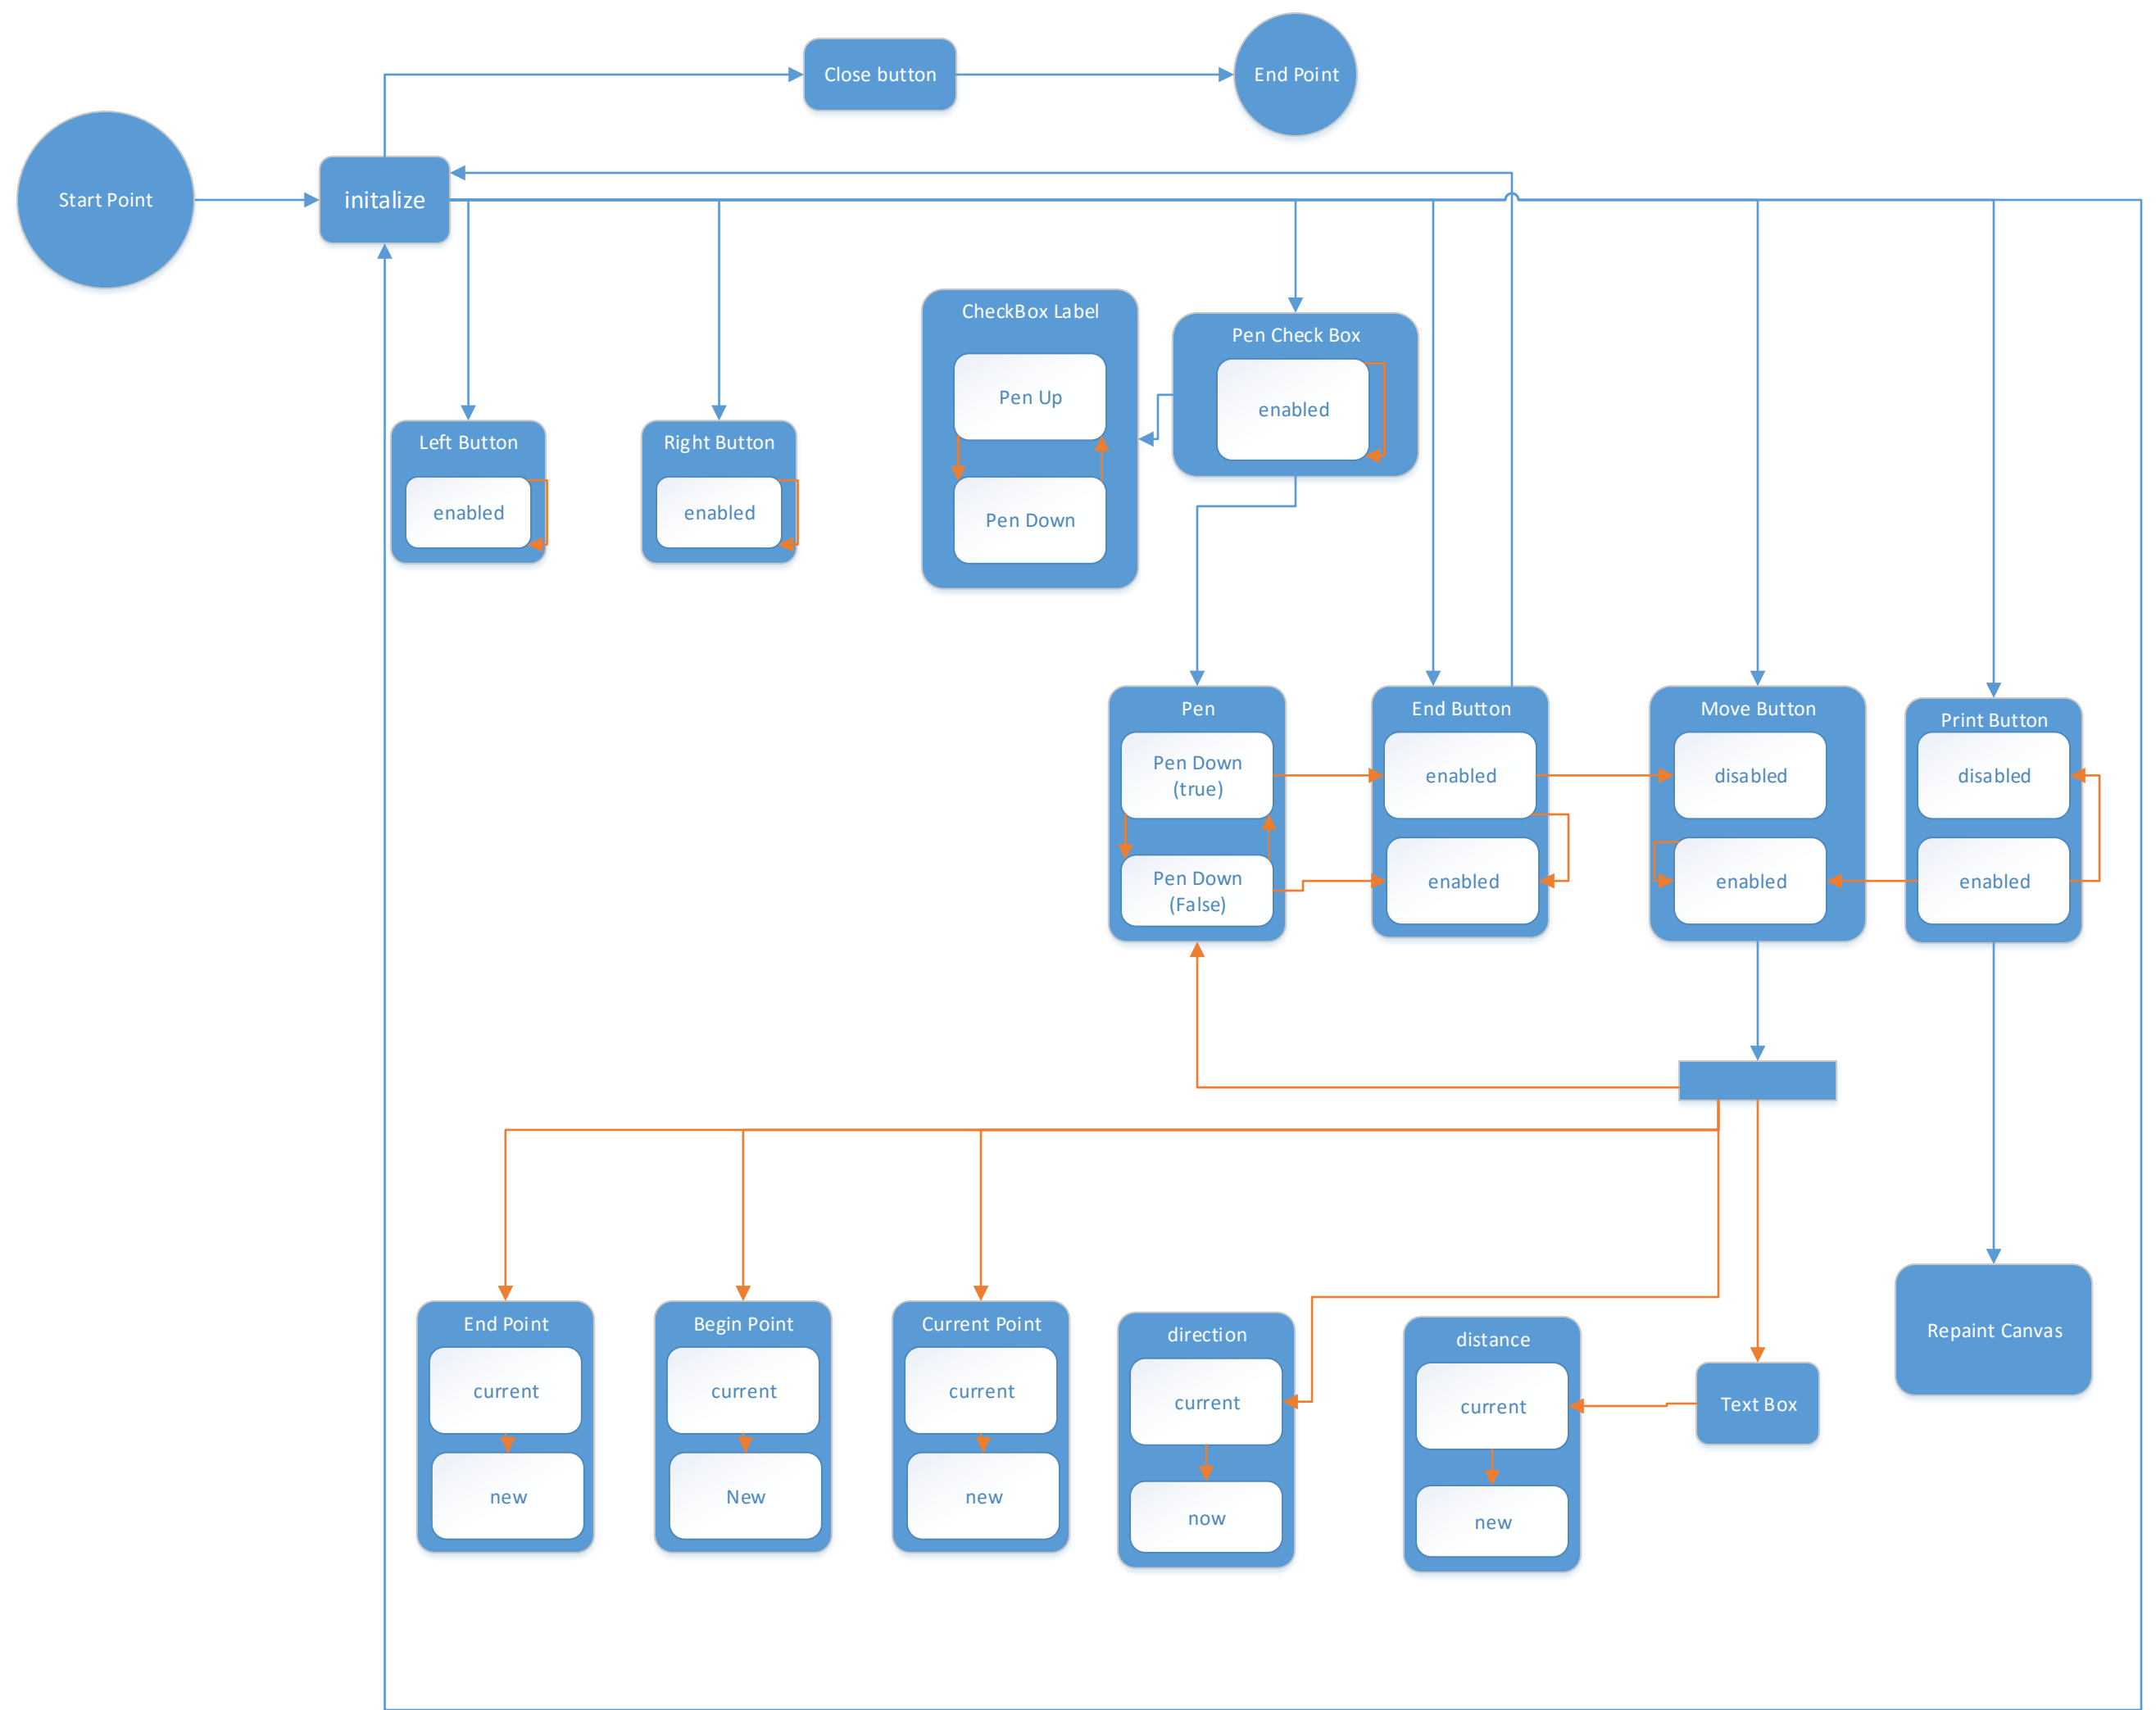 Close button
End Point
Start Point
initalize
CheckBox Label
Pen Up
Pen Down
Pen Check Box
enabled
Left Button
enabled
Right Button
enabled
Pen
Pen Down
(true)
Pen Down
(False)
End Button
enabled
enabled
Move Button
disabled
enabled
Print Button
disabled
enabled
End Point
current
new
Begin Point
current
New
Current Point
current
new
direction
current
now
distance
current
new
Text Box
Repaint Canvas